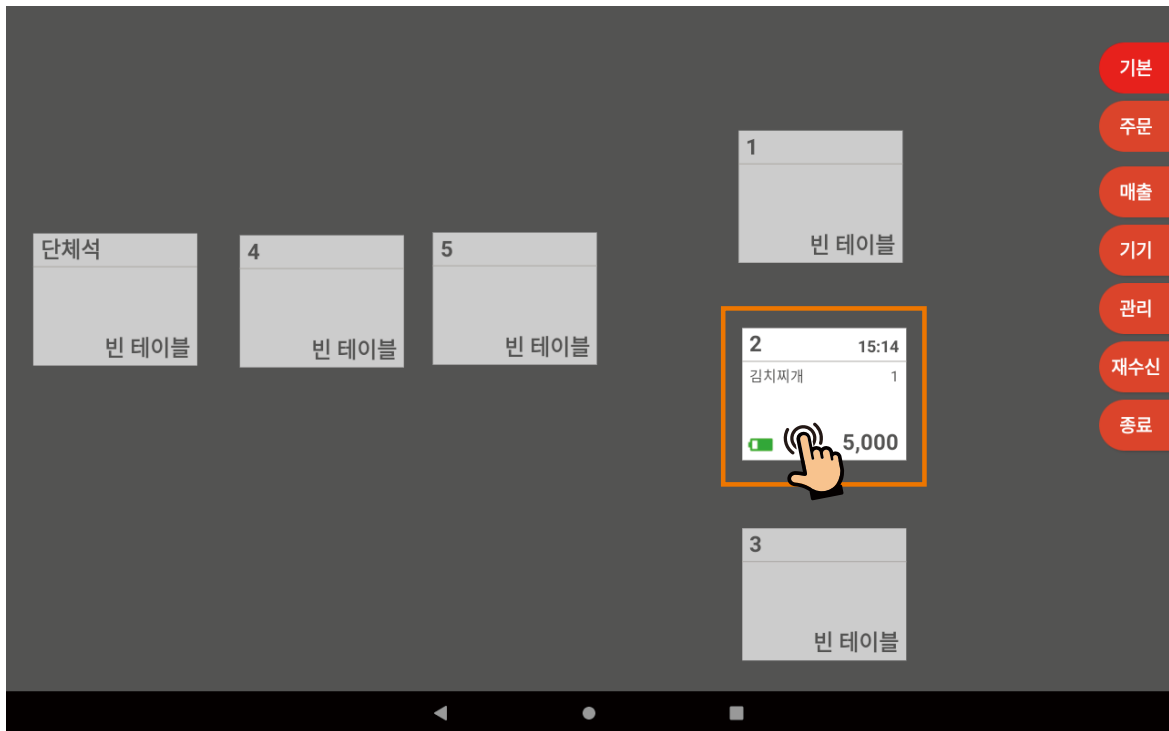 단체석
빈 테이블
4
빈 테이블
5
빈 테이블
1
빈 테이블
2 15:14
김치찌개 1
5,000
3
빈 테이블
기본
주문
매출
기기
관리
재수신
종료